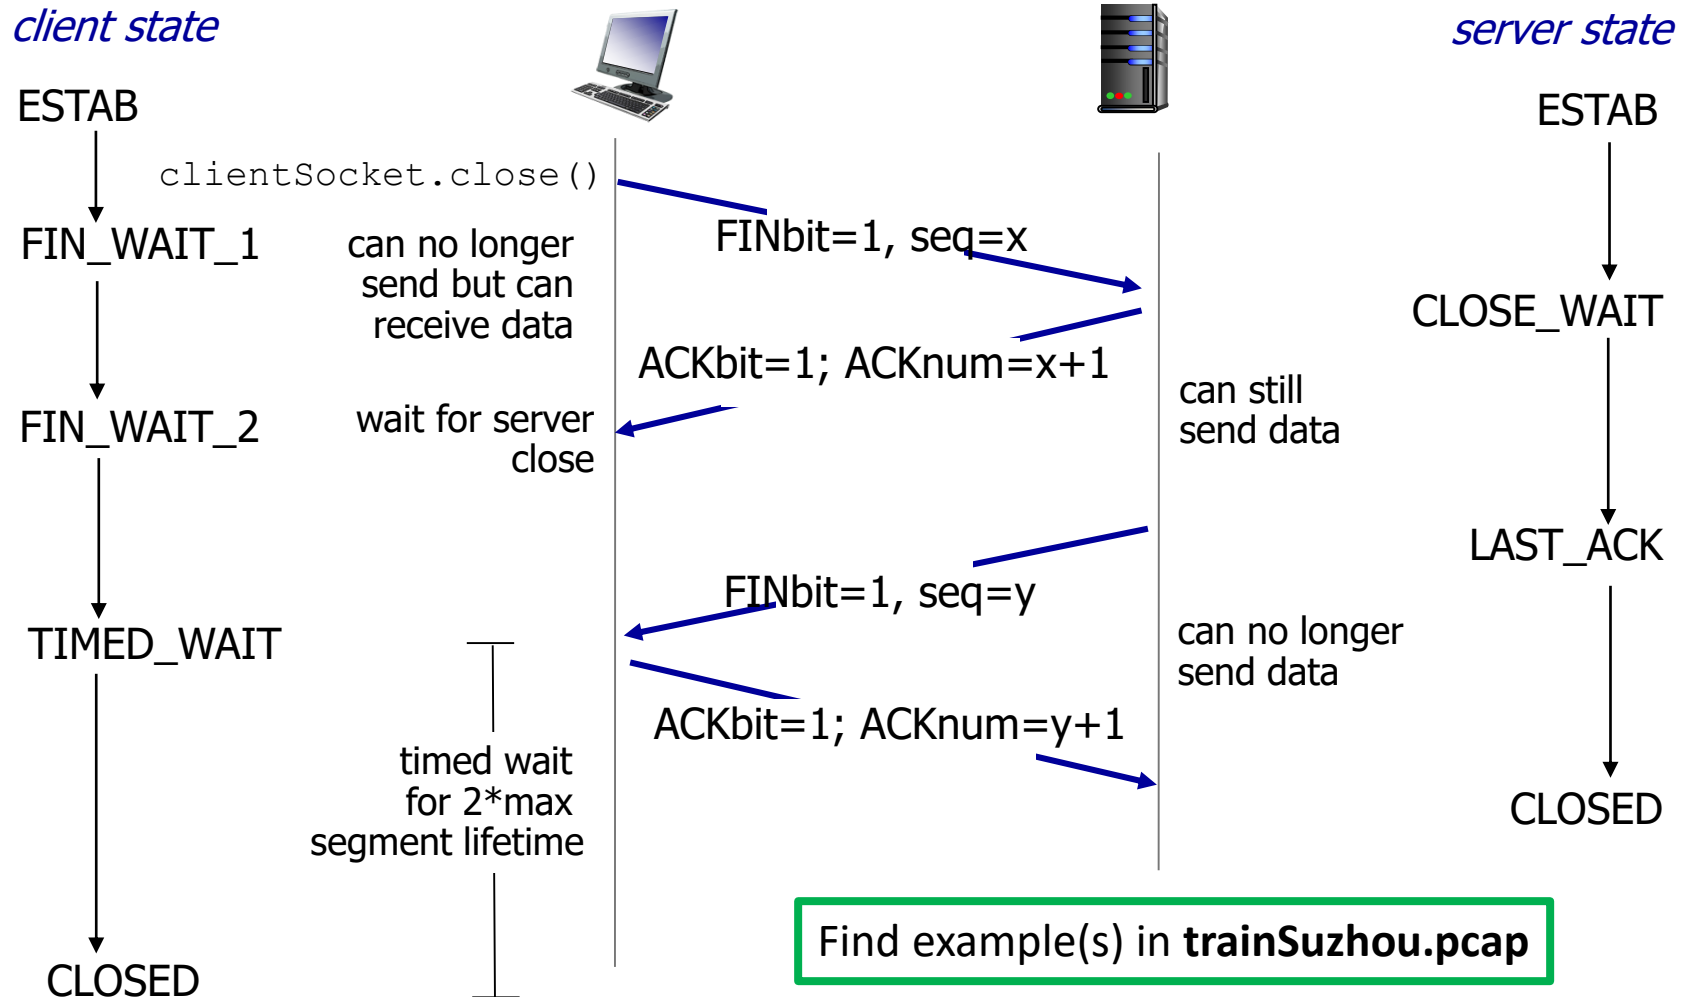 client state
server state
ESTAB
ESTAB
clientSocket.close()
FIN_WAIT_1
can no longer
send but can
receive data
FINbit=1, seq=x
CLOSE_WAIT
ACKbit=1; ACKnum=x+1
can still
send data
FIN_WAIT_2
wait for server
close
LAST_ACK
FINbit=1, seq=y
can no longer
send data
TIMED_WAIT
ACKbit=1; ACKnum=y+1
timed wait
for 2*max
segment lifetime
CLOSED
Find example(s) in trainSuzhou.pcap
CLOSED